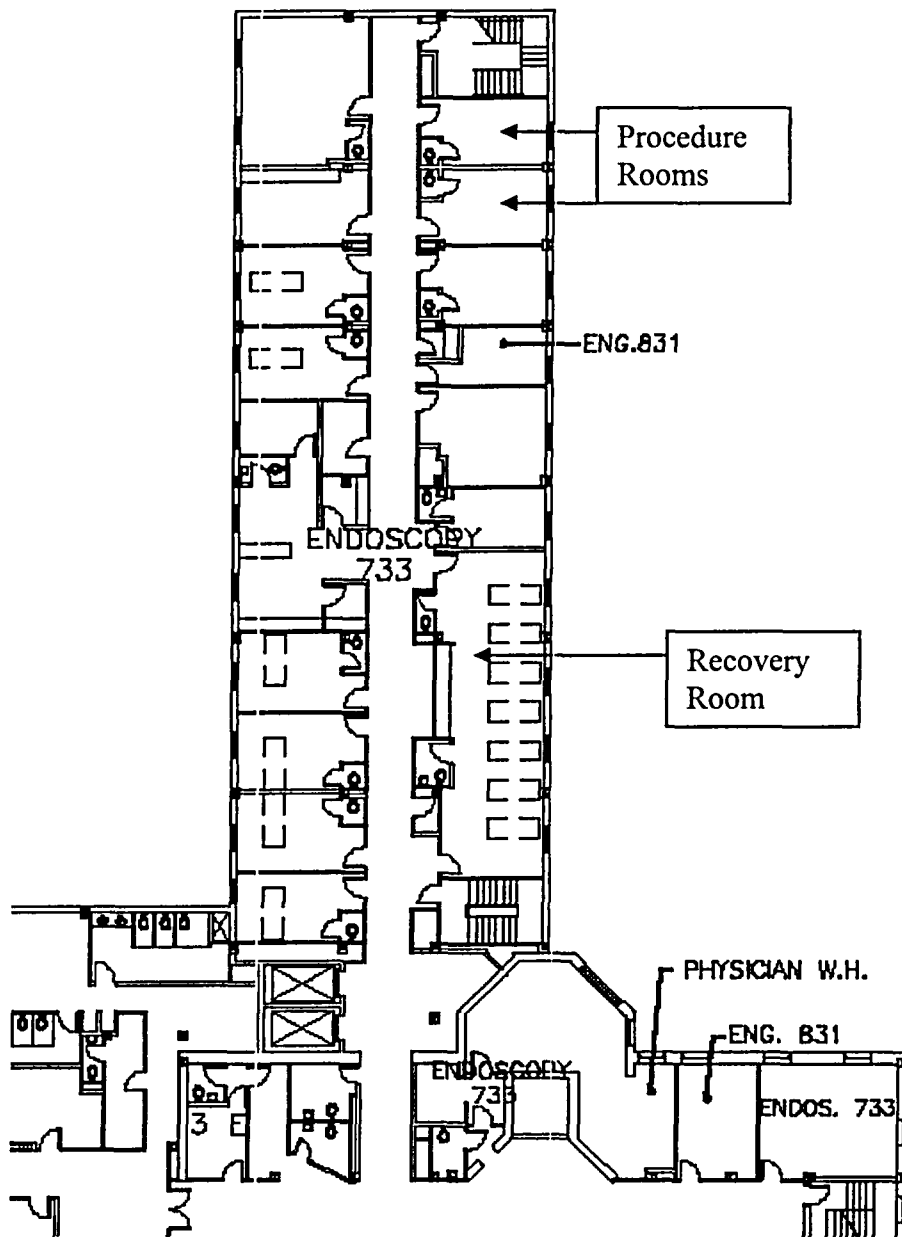 Procedure
Rooms
ENG.831
ENDOSCOPY
733
Recovery
Room
PHYSICIAN W.H.
ENG. 831
ENDOSCOPY
733
ENDOS. 733
3 E